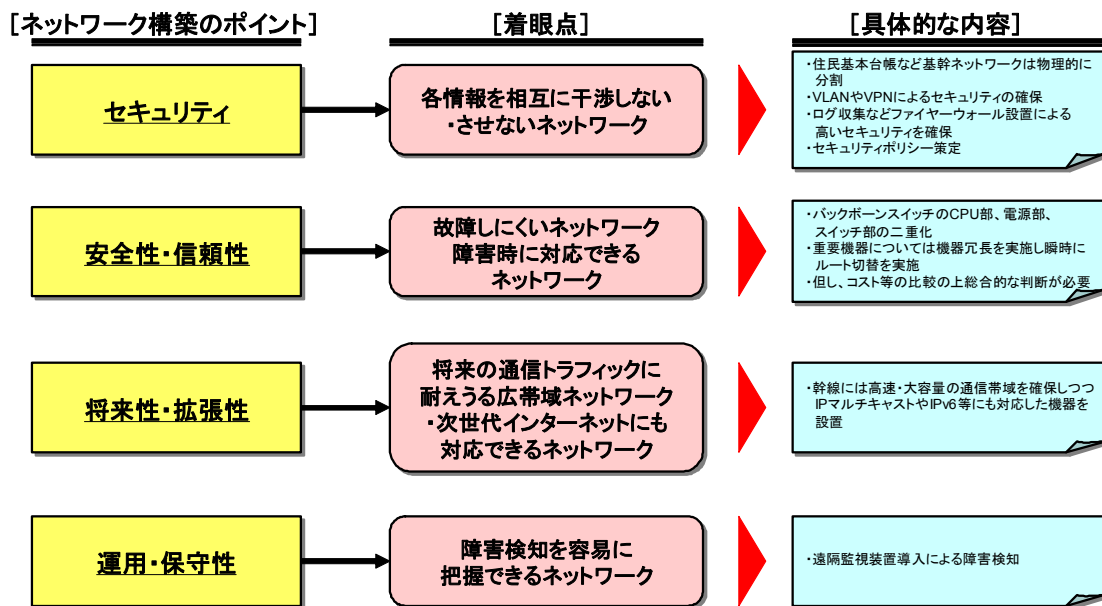 [ネットワーク構築のポイント]
[着眼点]
[具体的な内容]
セキュリティ
各情報を相互に干渉しない
・させないネットワーク
・住民基本台帳など基幹ネットワークは物理的に
分割
・VLANやVPNによるセキュリティの確保
・ログ収集などファイヤーウォール設置による
高いセキュリティを確保
・セキュリティポリシー策定
安全性・信頼性
故障しにくいネットワーク
障害時に対応できる
ネットワーク
・バックボーンスイッチのCPU部、電源部、
スイッチ部の二重化
・重要機器については機器冗長を実施し瞬時に
ルート切替を実施
・但し、コスト等の比較の上総合的な判断が必要
将来性・拡張性
将来の通信トラフィックに
耐えうる広帯域ネットワーク
・次世代インターネットにも
対応できるネットワーク
・幹線には高速・大容量の通信帯域を確保しつつ
IPマルチキャストやIPv6等にも対応した機器を
設置
運用・保守性
障害検知を容易に
把握できるネットワーク
・遠隔監視装置導入による障害検知